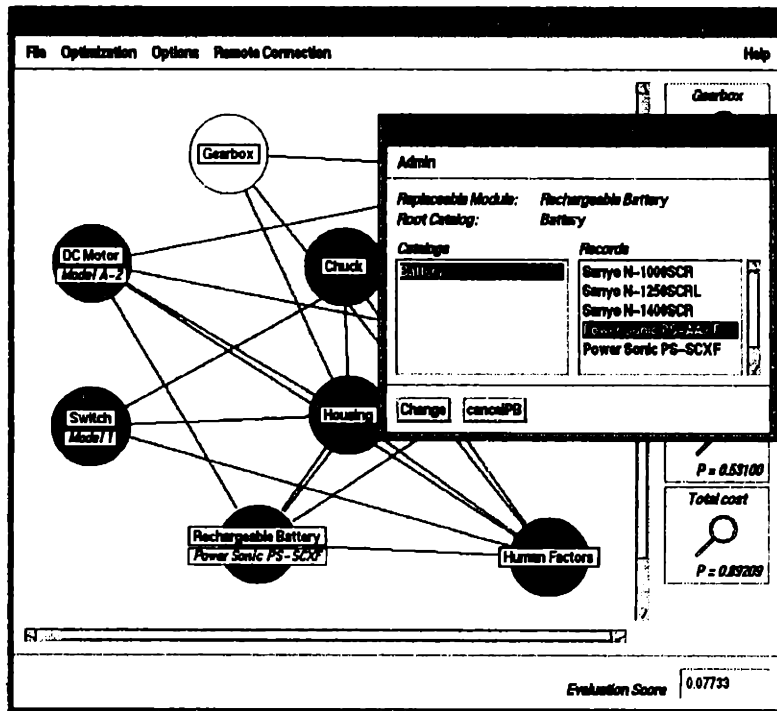 File Optimization Options Remote Connection Help
Gearbox
Gearbox
DC Motor
Model A-2
Chuck
Switch
Model 1
Housing
Rechargeable Battery
Power Sonic PS-SCXF
Human Factors
Admin
Replaceable Module: Rechargeable Battery
Root Catalog: Battery
Catalogs Records
Battery
Sanyo N-1000SCR
Sanyo N-1250SCRL
Sanyo N-1400SCR
Power Sonic PS-SCXF
Change cancelPB
P = 0.53100
Total cost
P = 0.89209
Evaluation Score 0.07733